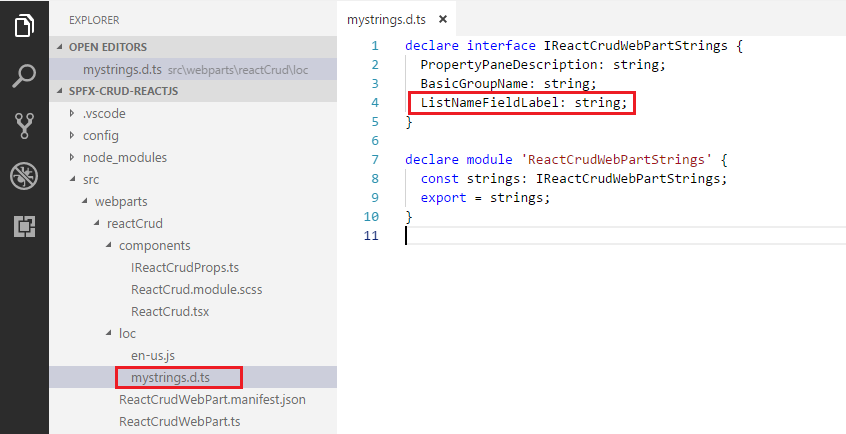 EXPLORER
OPEN EDITORS
mystrings.d.ts src\webparts\reactCrud\loc
SPFX-CRUD-REACTJS
.vscode
config
node_modules
src
webparts
reactCrud
components
IReactCrudProps.ts
ReactCrud.module.scss
ReactCrud.tsx
loc
en-us.js
mystrings.d.ts
ReactCrudWebPart.manifest.json
ReactCrudWebPart.ts
mystrings.d.ts ×
1 declare interface IReactCrudWebPartStrings {
2 PropertyPaneDescription: string;
3 BasicGroupName: string;
4 ListNameFieldLabel: string;
5 }
6
7 declare module 'ReactCrudWebPartStrings' {
8 const strings: IReactCrudWebPartStrings;
9 export = strings;
10 }
11